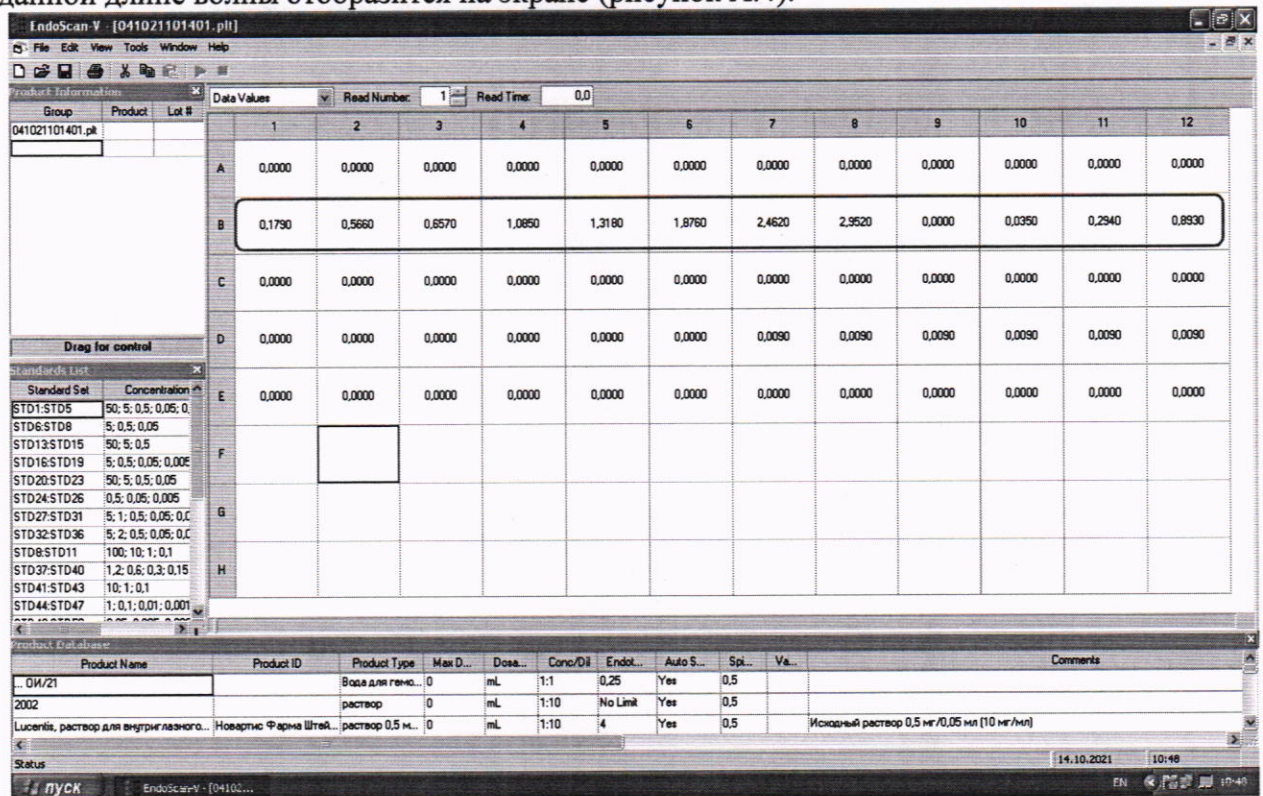 данной длине волны отобразится на экране (рисунок А.4).
EndoScan-V - [041021101401.plt]
File Edit View Tools Window Help
Product Information
Data Values Read Number: 1 Read Time: 0,0
Group Product Lot #
041021101401.plt
1 2 3 4 5 6 7 8 9 10 11 12
A 0,0000 0,0000 0,0000 0,0000 0,0000 0,0000 0,0000 0,0000 0,0000 0,0000 0,0000 0,0000
B 0,1790 0,5660 0,6570 1,0850 1,3180 1,8760 2,4620 2,9520 0,0000 0,0350 0,2940 0,8930
C 0,0000 0,0000 0,0000 0,0000 0,0000 0,0000 0,0000 0,0000 0,0000 0,0000 0,0000 0,0000
D 0,0000 0,0000 0,0000 0,0000 0,0000 0,0000 0,0090 0,0090 0,0090 0,0090 0,0090 0,0090
E 0,0000 0,0000 0,0000 0,0000 0,0000 0,0000 0,0000 0,0000 0,0000 0,0000 0,0000 0,0000
F
G
H
Drag for control
Standards List
Standard Set Concentration
STD1:STD5 50; 5; 0,5; 0,05; 0,
STD6:STD8 5; 0,5; 0,05
STD13:STD15 50; 5; 0,5
STD16:STD19 5; 0,5; 0,05; 0,005
STD20:STD23 50; 5; 0,5; 0,05
STD24:STD26 0,5; 0,05; 0,005
STD27:STD31 5; 1; 0,5; 0,05; 0,0
STD32:STD36 5; 2; 0,5; 0,05; 0,0
STD8:STD11 100; 10; 1; 0,1
STD37:STD40 1,2; 0,6; 0,3; 0,15
STD41:STD43 10; 1; 0,1
STD44:STD47 1; 0,1; 0,01; 0,001
Product Database
Product Name Product ID Product Type Max D... Dosa... Conc/Dil Endot... Auto S... Spi... Va... Comments
... ОИ/21 Вода для гемо... 0 mL 1:1 0,25 Yes 0,5
2002 раствор 0 mL 1:10 No Limit Yes 0,5
Lucentis, раствор для внутриглазного... Новартис Фарма Штей... раствор 0,5 м... 0 mL 1:10 4 Yes 0,5 Исходный раствор 0,5 мг/0,05 мл (10 мг/мл)
Status 14.10.2021 10:48
пуск EndoScan-V - [04102... EN 10:48